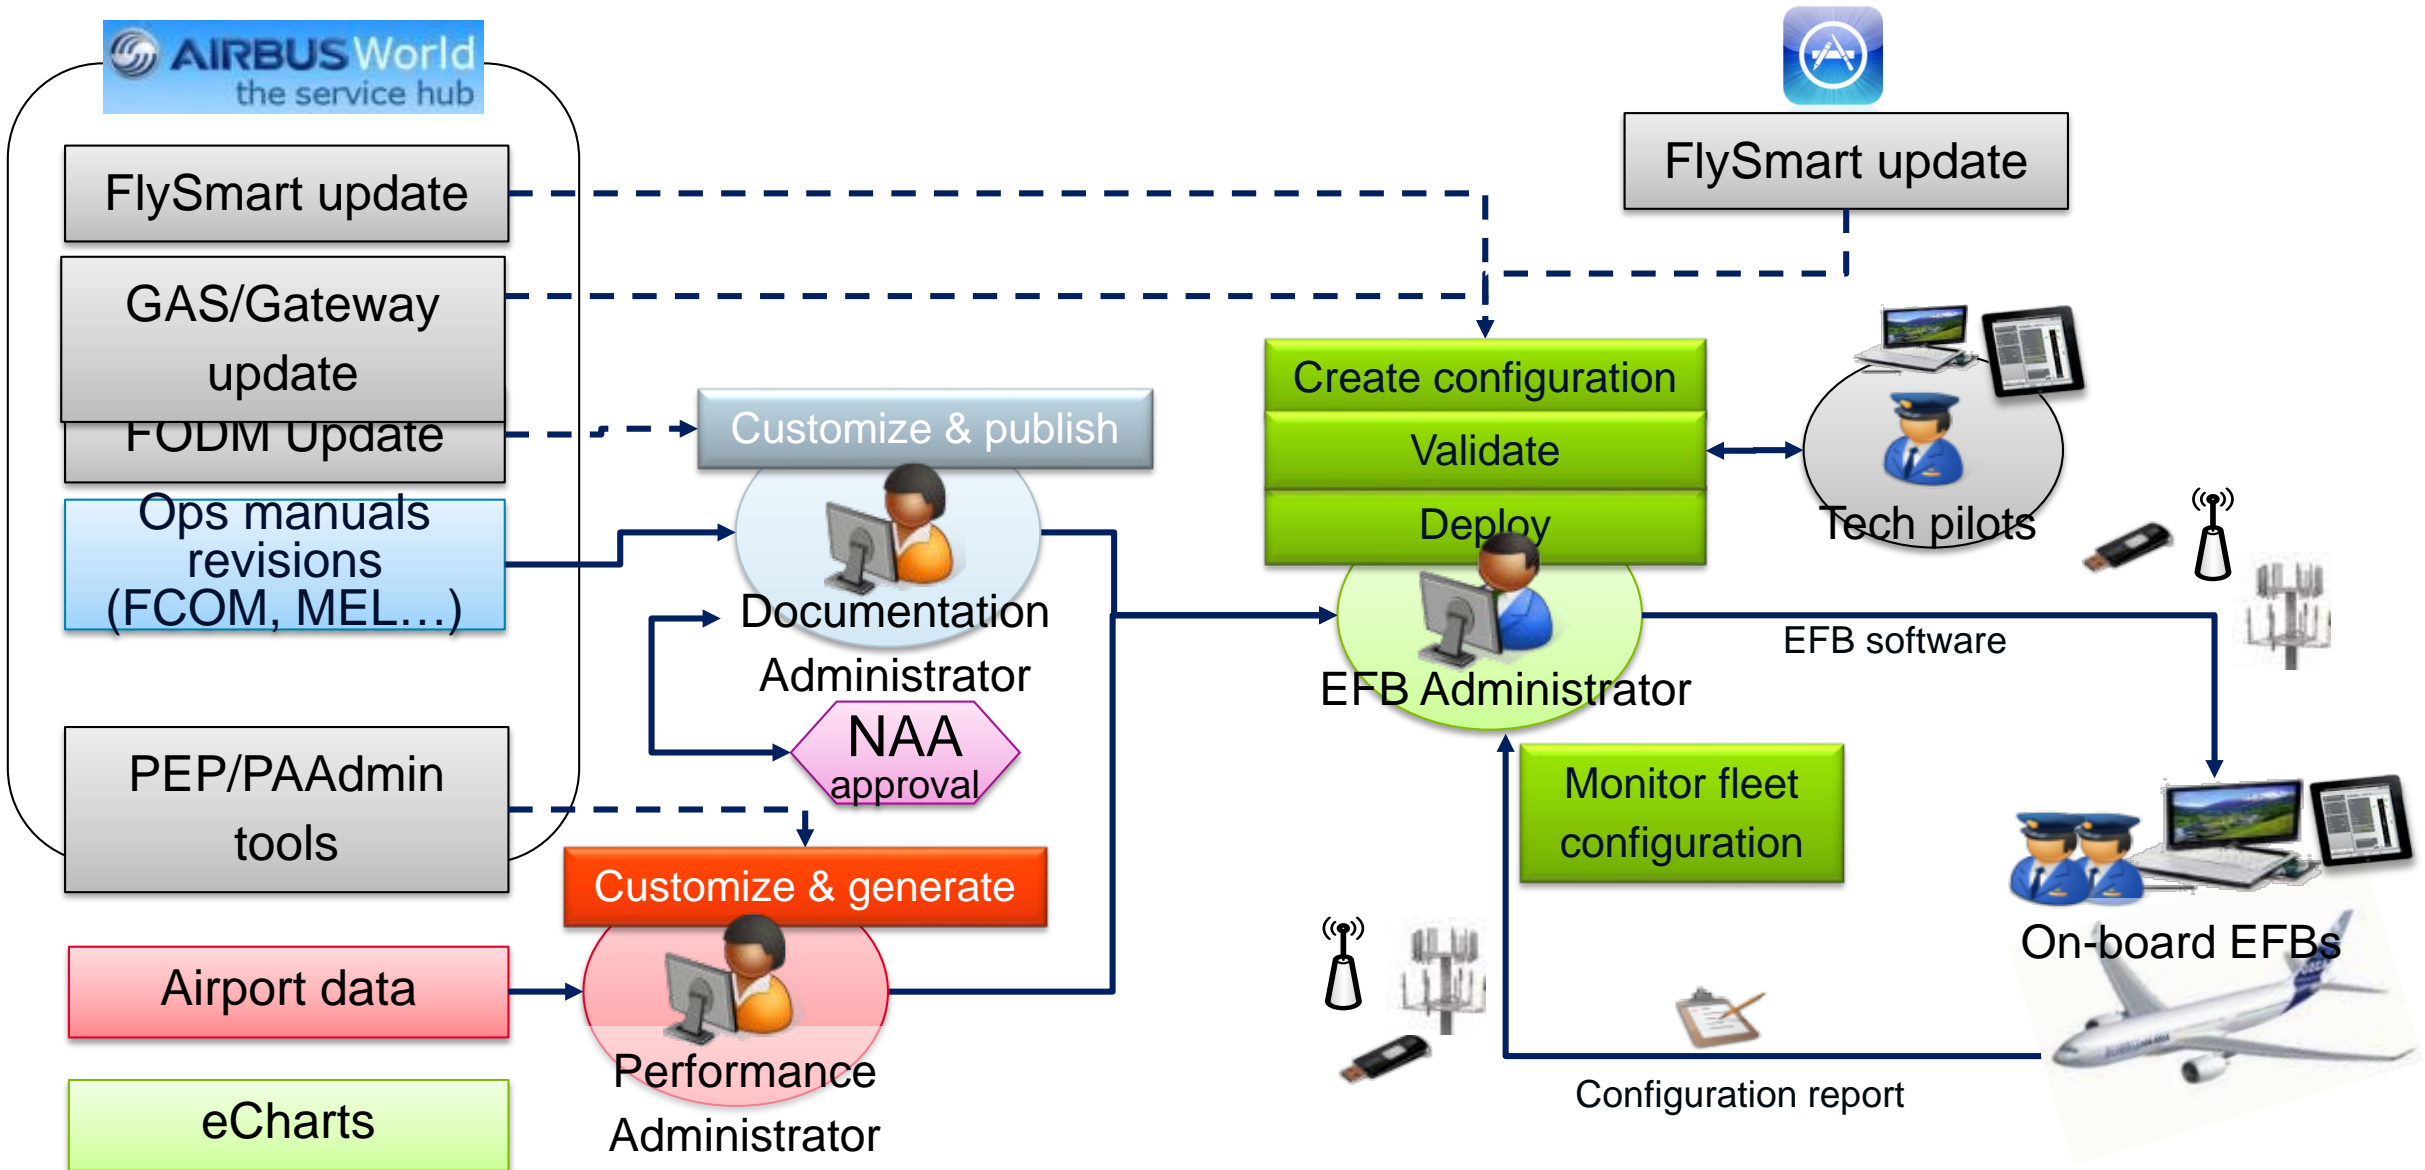 AIRBUS World
the service hub
FlySmart update
FlySmart update
GAS/Gateway
update
FODM Update
Ops manuals
revisions
(FCOM, MEL…)
PEP/PAAdmin
tools
Airport data
eCharts
Customize & publish
Documentation
Administrator
NAA
approval
Customize & generate
Performance
Administrator
Create configuration
Validate
Deploy
EFB Administrator
Tech pilots
EFB software
Monitor fleet
configuration
On-board EFBs
Configuration report